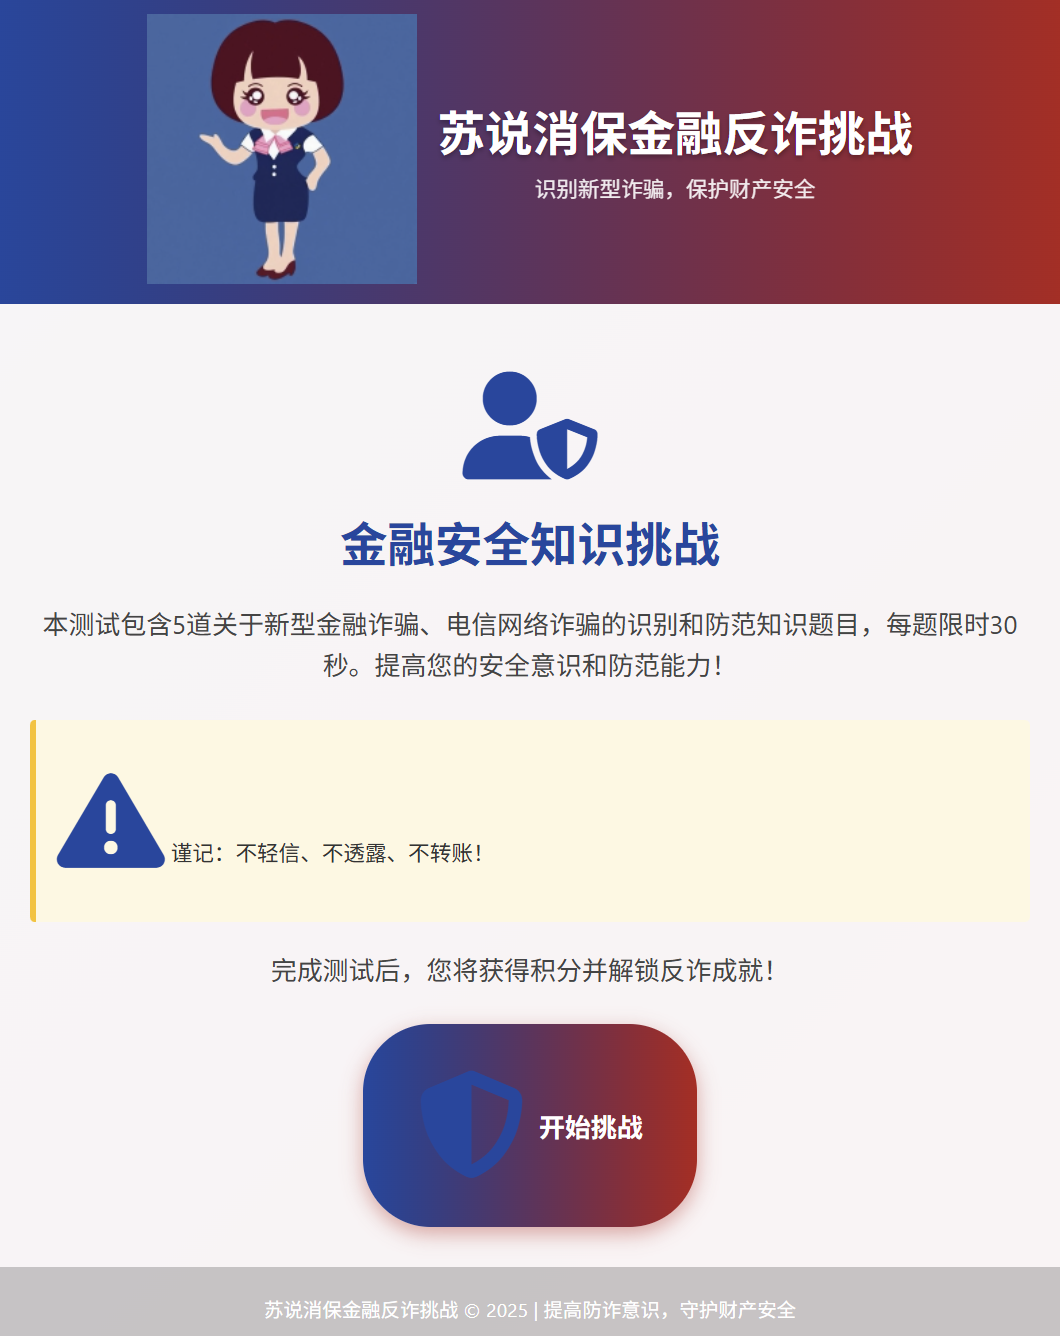 苏说消保金融反诈挑战
识别新型诈骗，保护财产安全
金融安全知识挑战
本测试包含5道关于新型金融诈骗、电信网络诈骗的识别和防范知识题目，每题限时30
秒。提高您的安全意识和防范能力！
谨记：不轻信、不透露、不转账！
完成测试后，您将获得积分并解锁反诈成就！
开始挑战
苏说消保金融反诈挑战 © 2025 | 提高防诈意识，守护财产安全